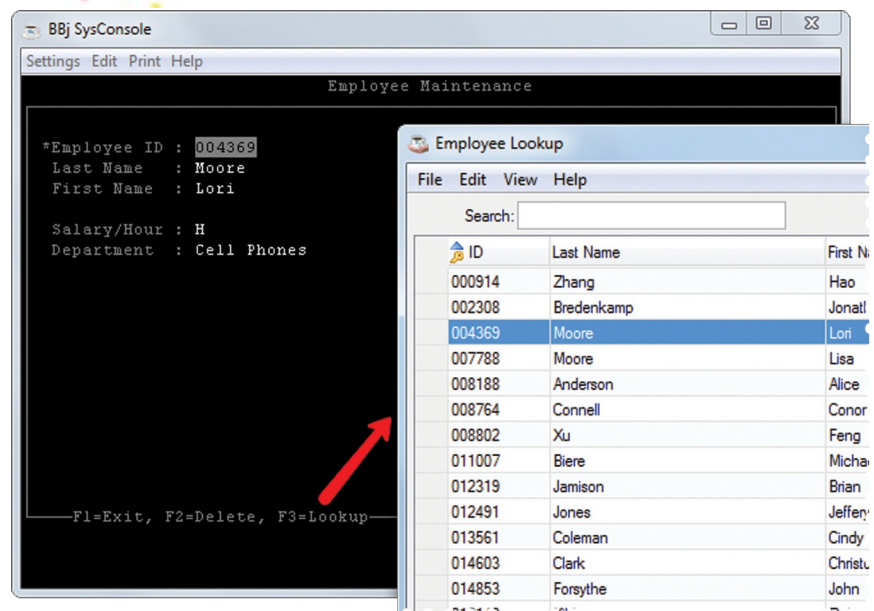 BBj SysConsole
Settings Edit Print Help
Employee Maintenance
*Employee ID : 004369
Last Name : Moore
First Name : Lori
Salary/Hour : H
Department : Cell Phones
F1=Exit, F2=Delete, F3=Lookup
Employee Lookup
File Edit View Help
Search:
ID Last Name First
000914 Zhang Hao
002308 Bredenkamp
004369 Moore Lori
007788 Moore Lisa
008188 Anderson Alice
008764 Connell Conor
008802 Xu Feng
011007 Biere
012319 Jamison Brian
012491 Jones
013561 Coleman Cindy
014603 Clark
014853 Forsythe John